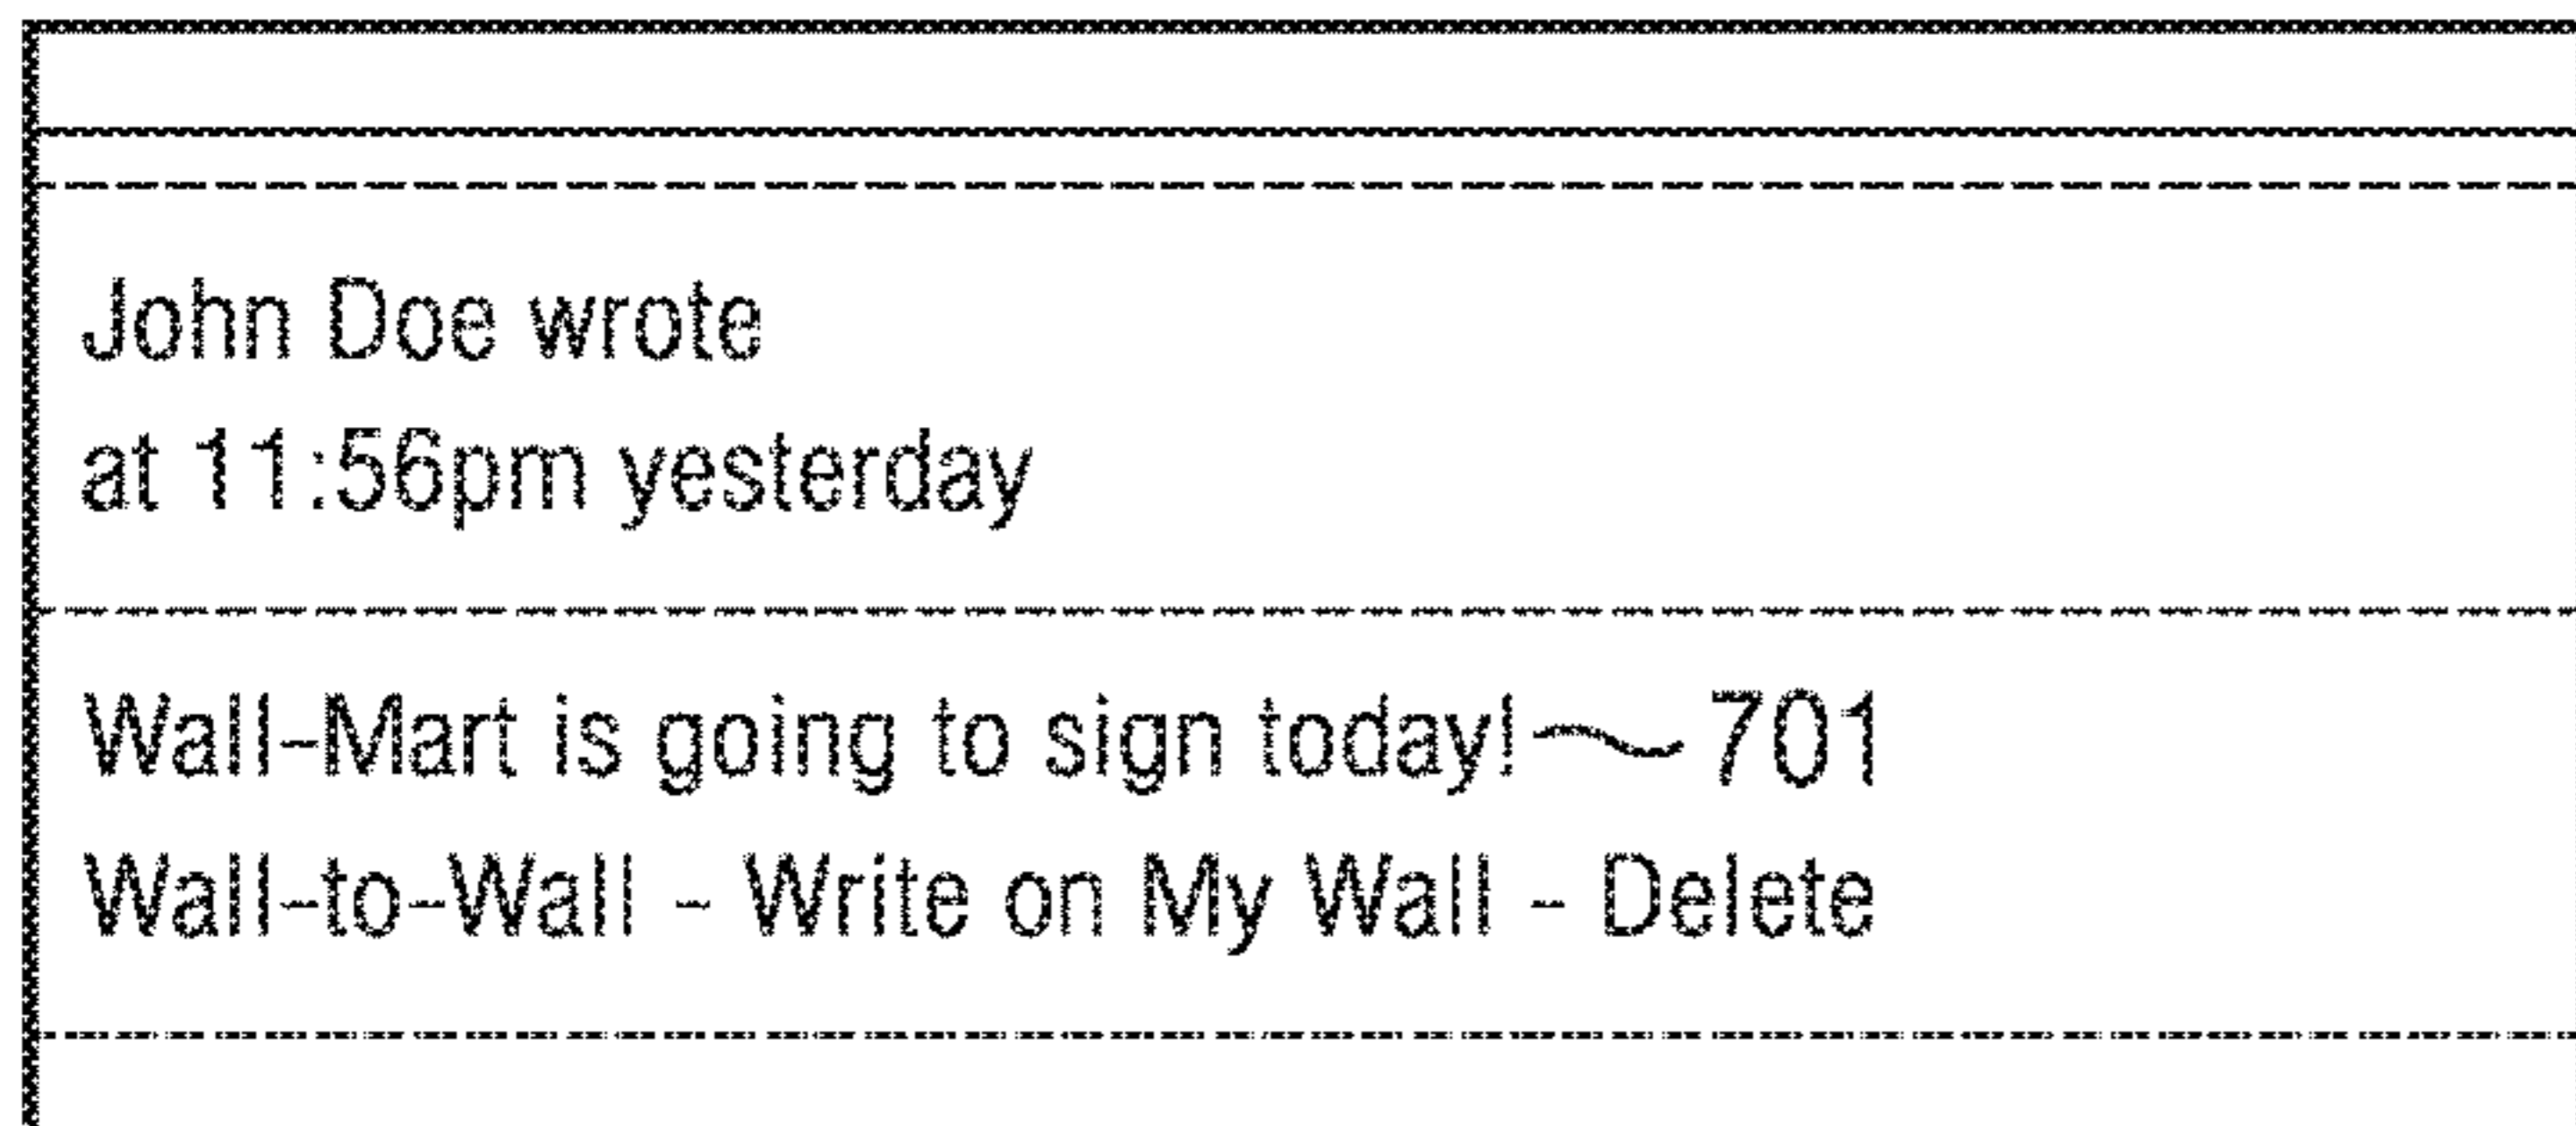 John Doe wrote
at 11:56pm yesterday
Wall-Mart is going to sign today! 701
Wall-to-Wall - Write on My Wall - Delete